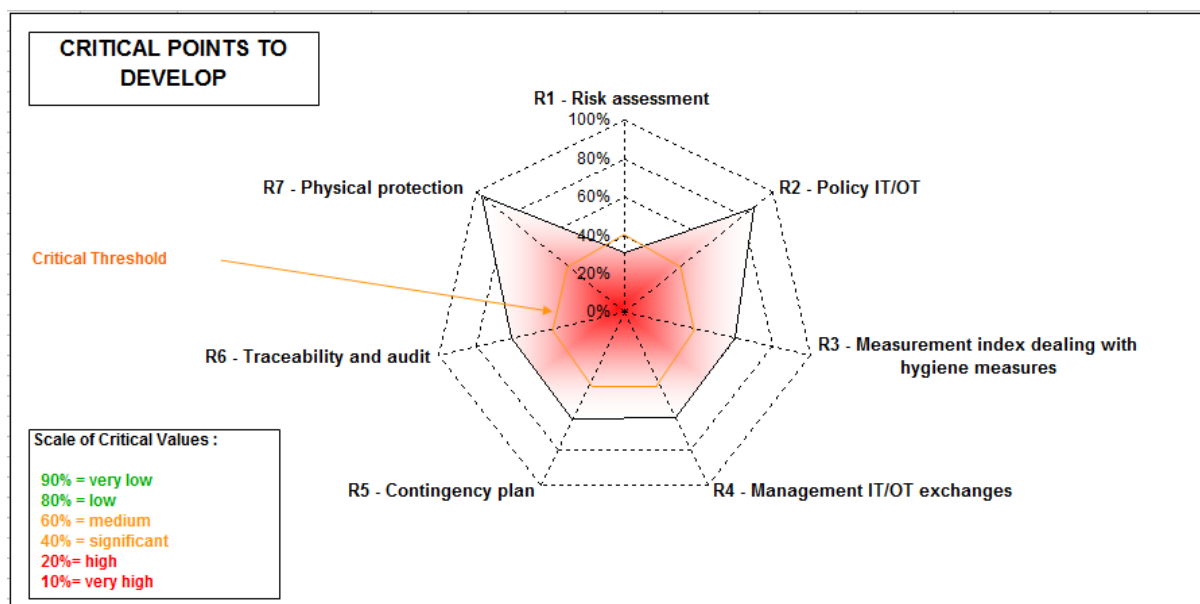 CRITICAL POINTS TO
DEVELOP
R1 - Risk assessment
100%
80%
60%
40%
20%
0%
R7 - Physical protection
R2 - Policy IT/OT
Critical Threshold
R6 - Traceability and audit
R3 - Measurement index dealing with
hygiene measures
R5 - Contingency plan
R4 - Management IT/OT exchanges
Scale of Critical Values :
90% = very low
80% = low
60% = medium
40% = significant
20%= high
10%= very high